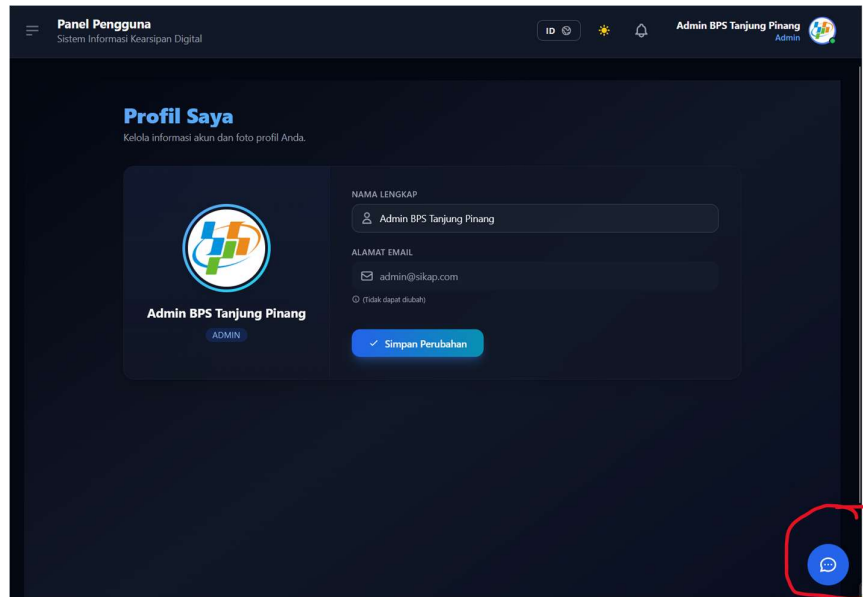 Panel Pengguna
Sistem Informasi Kearsipan Digital
ID
Admin BPS Tanjung Pinang
Admin
Profil Saya
Kelola informasi akun dan foto profil Anda.
Admin BPS Tanjung Pinang
ADMIN
NAMA LENGKAP
Admin BPS Tanjung Pinang
ALAMAT EMAIL
admin@sikap.com
(Tidak dapat diubah)
Simpan Perubahan